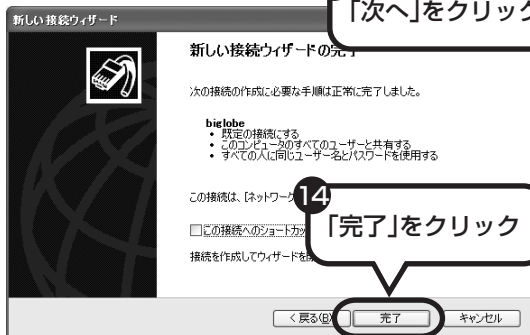 「次へ」をクリック
新しい接続ウィザード
新しい接続ウィザードの完了
次の接続の作成に必要な手順は正常に完了しました。
biglobe
• 既定の接続にする
• このコンピュータのすべてのユーザーと共有する
• すべての人に同じユーザー名とパスワードを使用する
この接続は、[ネットワーク
14
「完了」をクリック
この接続へのショートカッ
接続を作成してウィザードを
< 戻る(B)
完了
キャンセル